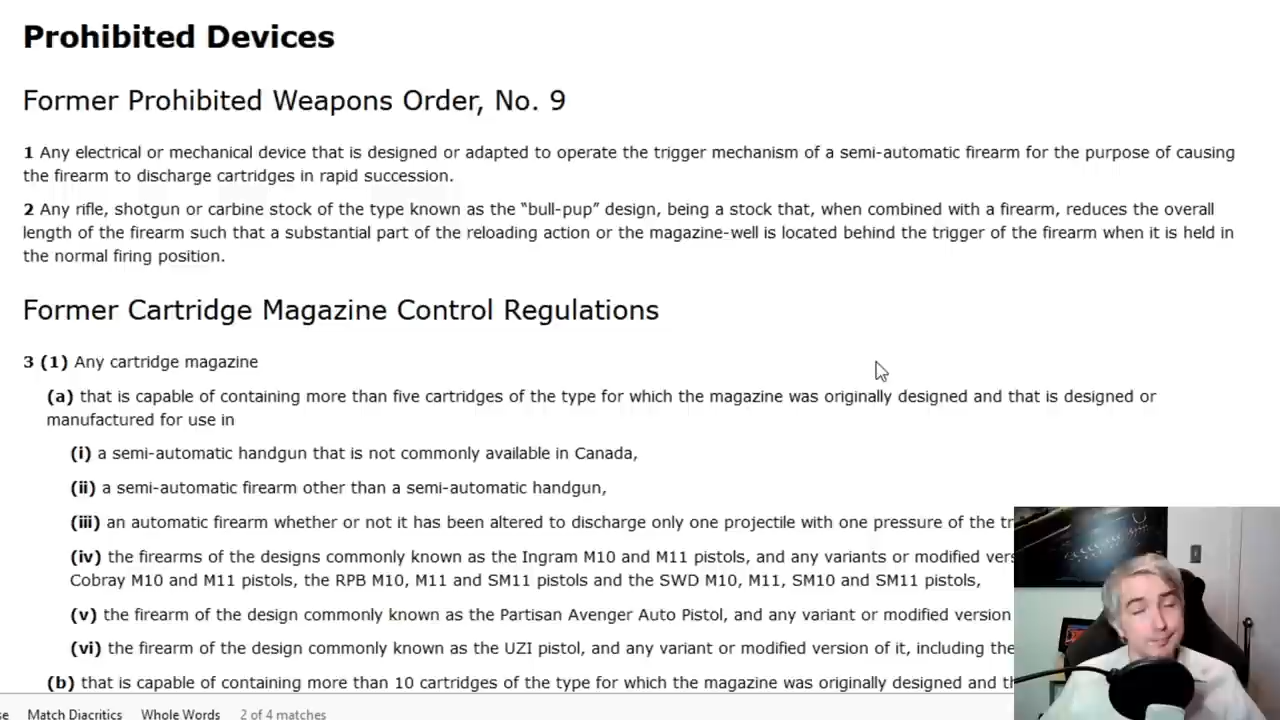 Prohibited Devices
Former Prohibited Weapons Order, No. 9
1 Any electrical or mechanical device that is designed or adapted to operate the trigger mechanism of a semi-automatic firearm for the purpose of causing
the firearm to discharge cartridges in rapid succession.
2 Any rifle, shotgun or carbine stock of the type known as the “bull-pup” design, being a stock that, when combined with a firearm, reduces the overall
length of the firearm such that a substantial part of the reloading action or the magazine-well is located behind the trigger of the firearm when it is held in
the normal firing position.
Former Cartridge Magazine Control Regulations
3 (1) Any cartridge magazine
(a) that is capable of containing more than five cartridges of the type for which the magazine was originally designed and that is designed or
manufactured for use in
(i) a semi-automatic handgun that is not commonly available in Canada,
(ii) a semi-automatic firearm other than a semi-automatic handgun,
(iii) an automatic firearm whether or not it has been altered to discharge only one projectile with one pressure of the tr
(iv) the firearms of the designs commonly known as the Ingram M10 and M11 pistols, and any variants or modified vers
Cobray M10 and M11 pistols, the RPB M10, M11 and SM11 pistols and the SWD M10, M11, SM10 and SM11 pistols,
(v) the firearm of the design commonly known as the Partisan Avenger Auto Pistol, and any variant or modified version
(vi) the firearm of the design commonly known as the UZI pistol, and any variant or modified version of it, including the
(b) that is capable of containing more than 10 cartridges of the type for which the magazine was originally designed and th
se Match Diacritics Whole Words 2 of 4 matches